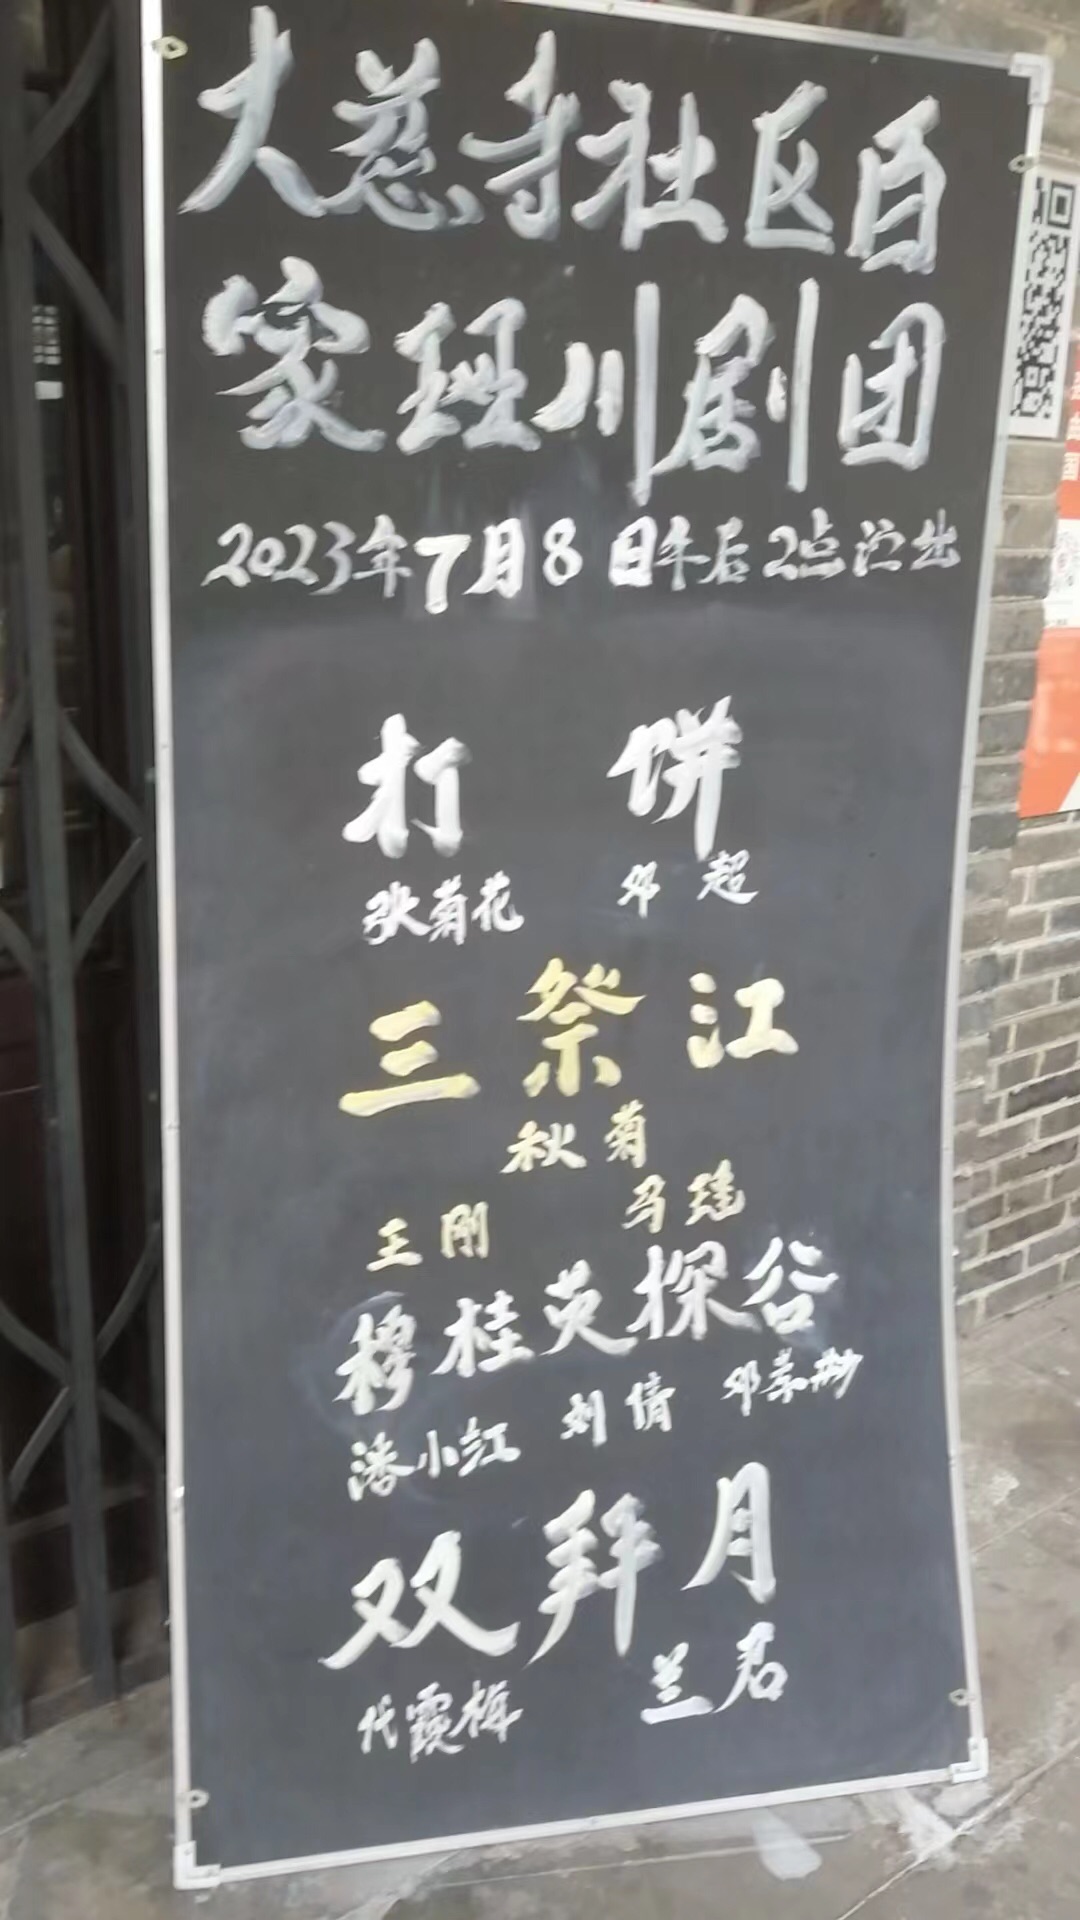 大慈寺社区百
家班川剧团
2023年7月8日午后2点演出
打饼
张菊花 邓超
三祭江
秋菊
王刚 马瑶
穆桂英探谷
潘小红 刘倩 邓荣
双拜月
代霞梅 兰君